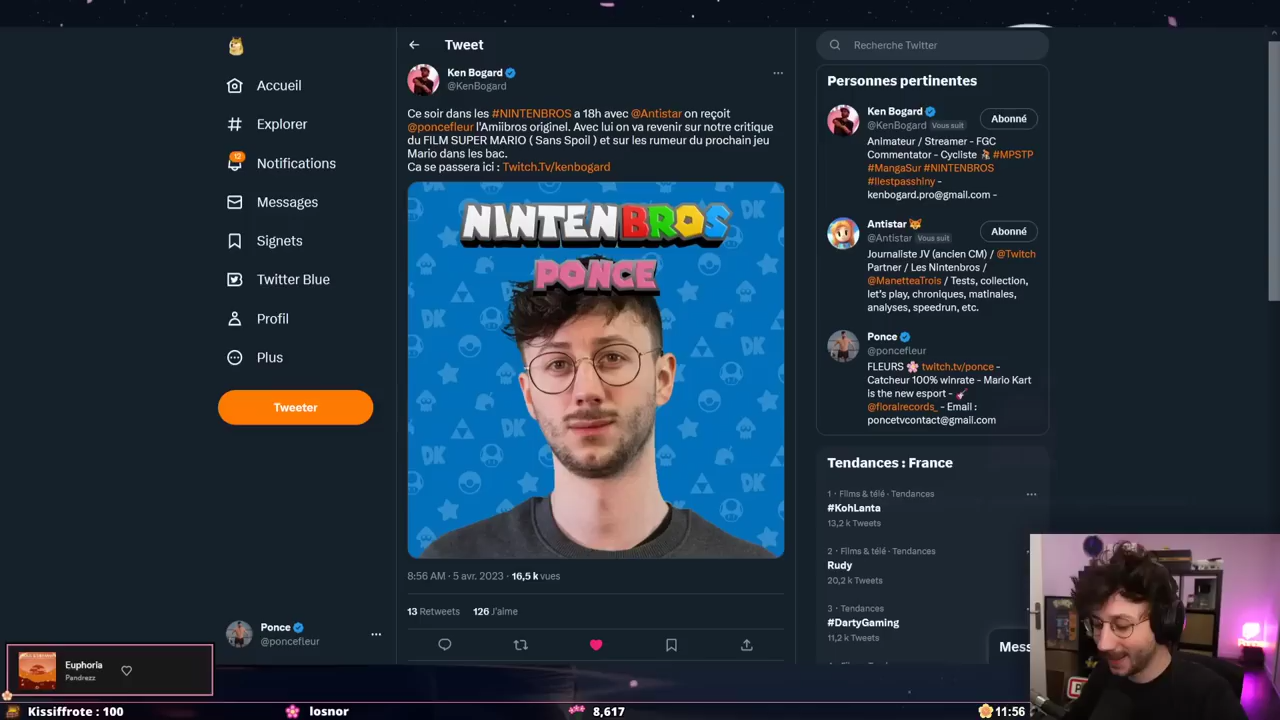 Accueil
Explorer
12
Notifications
Messages
Signets
Twitter Blue
Profil
Plus
Tweeter
Ponce
@poncefleur
Tweet
Ken Bogard
@KenBogard
Ce soir dans les #NINTENBROS a 18h avec @Antistar on reçoit
@poncefleur l'Amiibros originel. Avec lui on va revenir sur notre critique
du FILM SUPER MARIO ( Sans Spoil ) et sur les rumeur du prochain jeu
Mario dans les bac.
Ca se passera ici : Twitch.Tv/kenbogard
NINTENBROS
PONCE
DK
8:56 AM · 5 avr. 2023 · 16,5 k vues
13 Retweets 126 J'aime
Recherche Twitter
Personnes pertinentes
Ken Bogard
@KenBogard Vous suit
Abonné
Animateur / Streamer - FGC
Commentator - Cycliste #MPSTP
#MangaSur #NINTENBROS
#Ilestpasshiny -
kenbogard.pro@gmail.com -
Antistar
@Antistar Vous suit
Abonné
Journaliste JV (ancien CM) / @Twitch
Partner / Les Nintenbros /
@ManetteaTrois / Tests, collection,
let's play, chroniques, matinales,
analyses, speedrun, etc.
Ponce
@poncefleur
FLEURS twitch.tv/ponce -
Catcheur 100% winrate - Mario Kart
is the new esport -
@floralrecords_ - Email :
poncetvcontact@gmail.com
Tendances : France
1 · Films & télé · Tendances
#KohLanta
13,2 k Tweets
2 · Films & télé · Tendances
Rudy
20,2 k Tweets
3 · Tendances
#DartyGaming
11,2 k Tweets
Mess
Euphoria
Pandrezz
Kissiffrote : 100
losnor
8,617
11:56